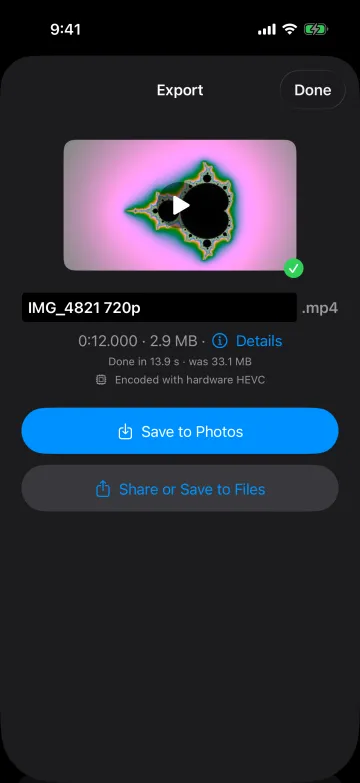 9:41
Export
Done
IMG_4821 720p
.mp4
0:12.000 · 2.9 MB · Details
Done in 13.9 s · was 33.1 MB
Encoded with hardware HEVC
Save to Photos
Share or Save to Files